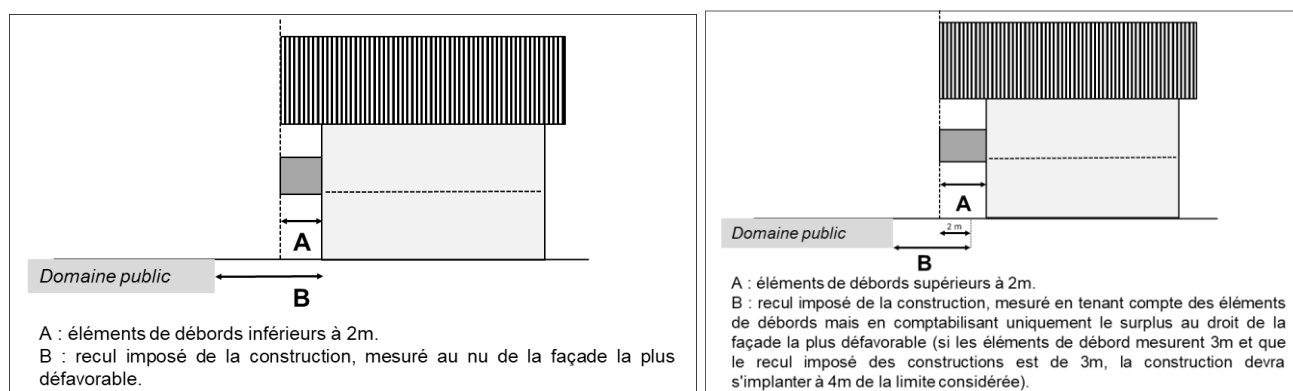 A
Domaine public
B
A : éléments de débords inférieurs à 2m.
B : recul imposé de la construction, mesuré au nu de la façade la plus
défavorable.
A
2 m
Domaine public
B
A : éléments de débords supérieurs à 2m.
B : recul imposé de la construction, mesuré en tenant compte des éléments
de débords mais en comptabilisant uniquement le surplus au droit de la
façade la plus défavorable (si les éléments de débord mesurent 3m et que
le recul imposé des constructions est de 3m, la construction devra
s'implanter à 4m de la limite considérée).